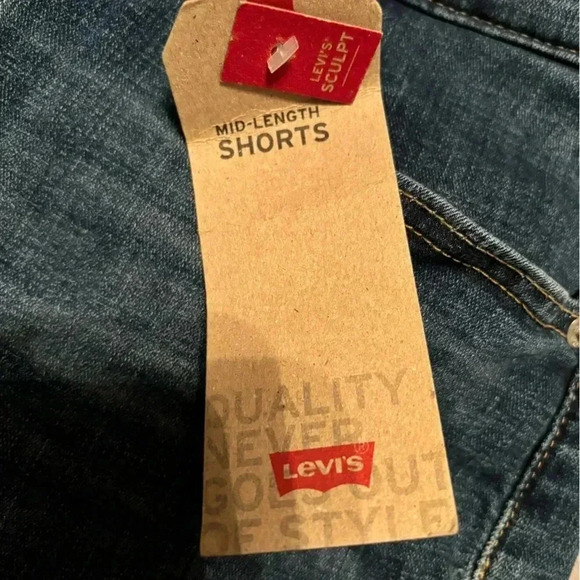 LEVI'S
SCULPT
MID-LENGTH
SHORTS
QUALITY
NEVER
LEVI'S
GOES OUT
OF STYLE